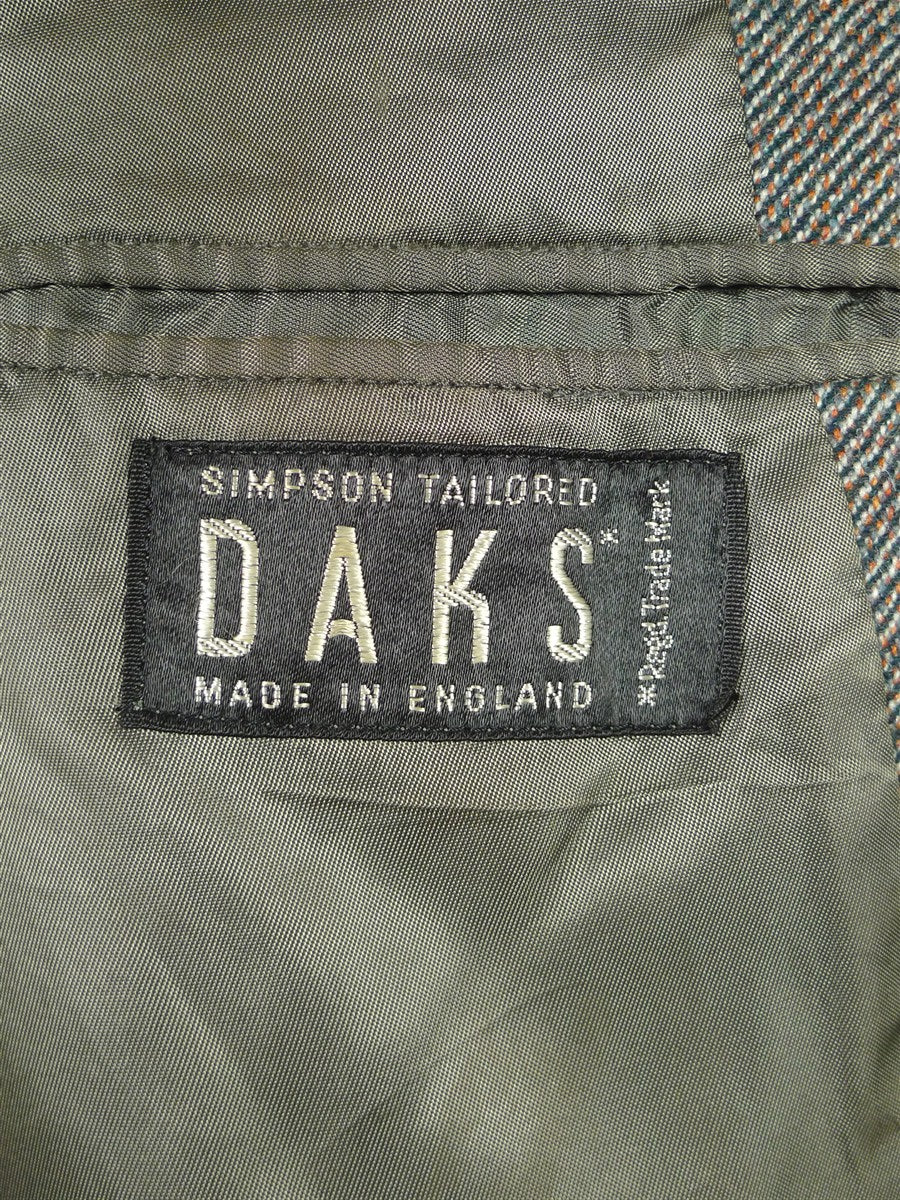 SIMPSON TAILORED
DAKS*
MADE IN ENGLAND
*Regd. Trade Mark